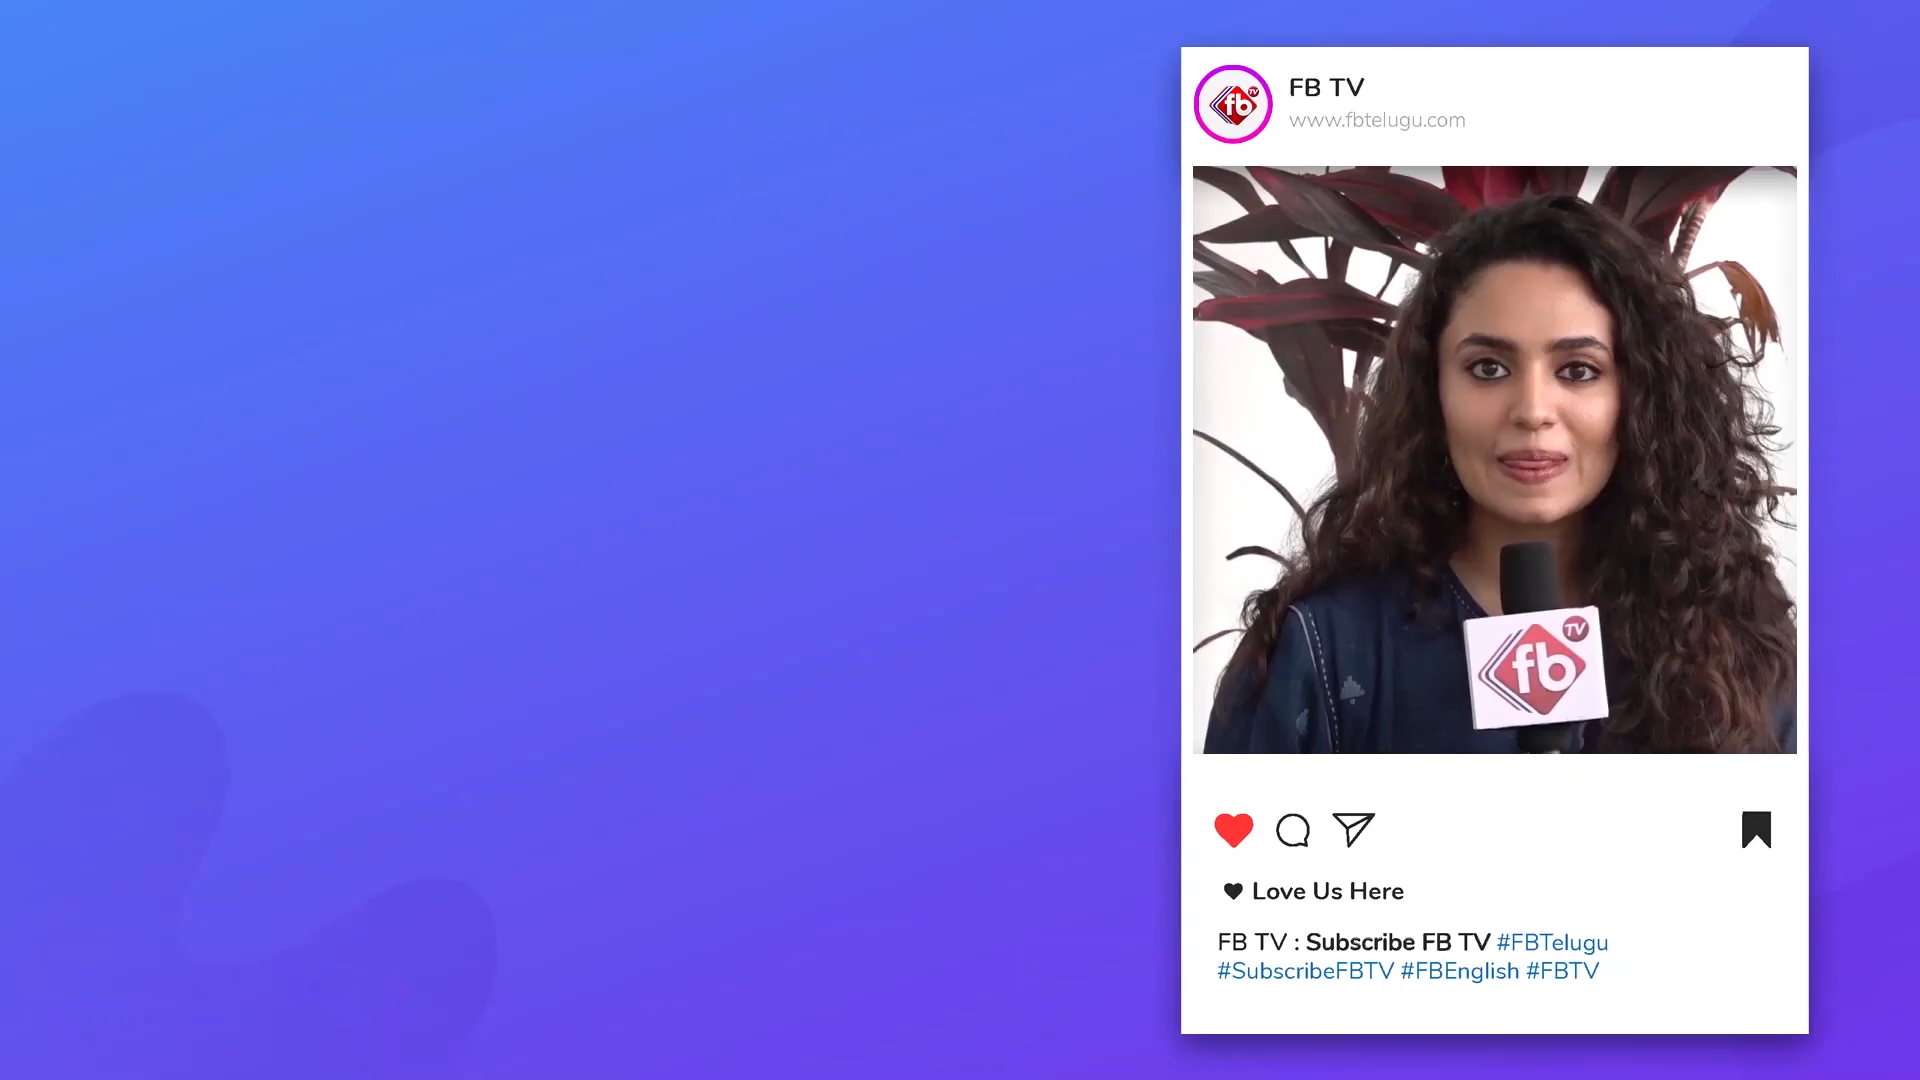 fb TV
FB TV
www.fbtelugu.com
fb TV
Love Us Here
FB TV : Subscribe FB TV #FBTelugu
#SubscribeFBTV #FBEnglish #FBTV